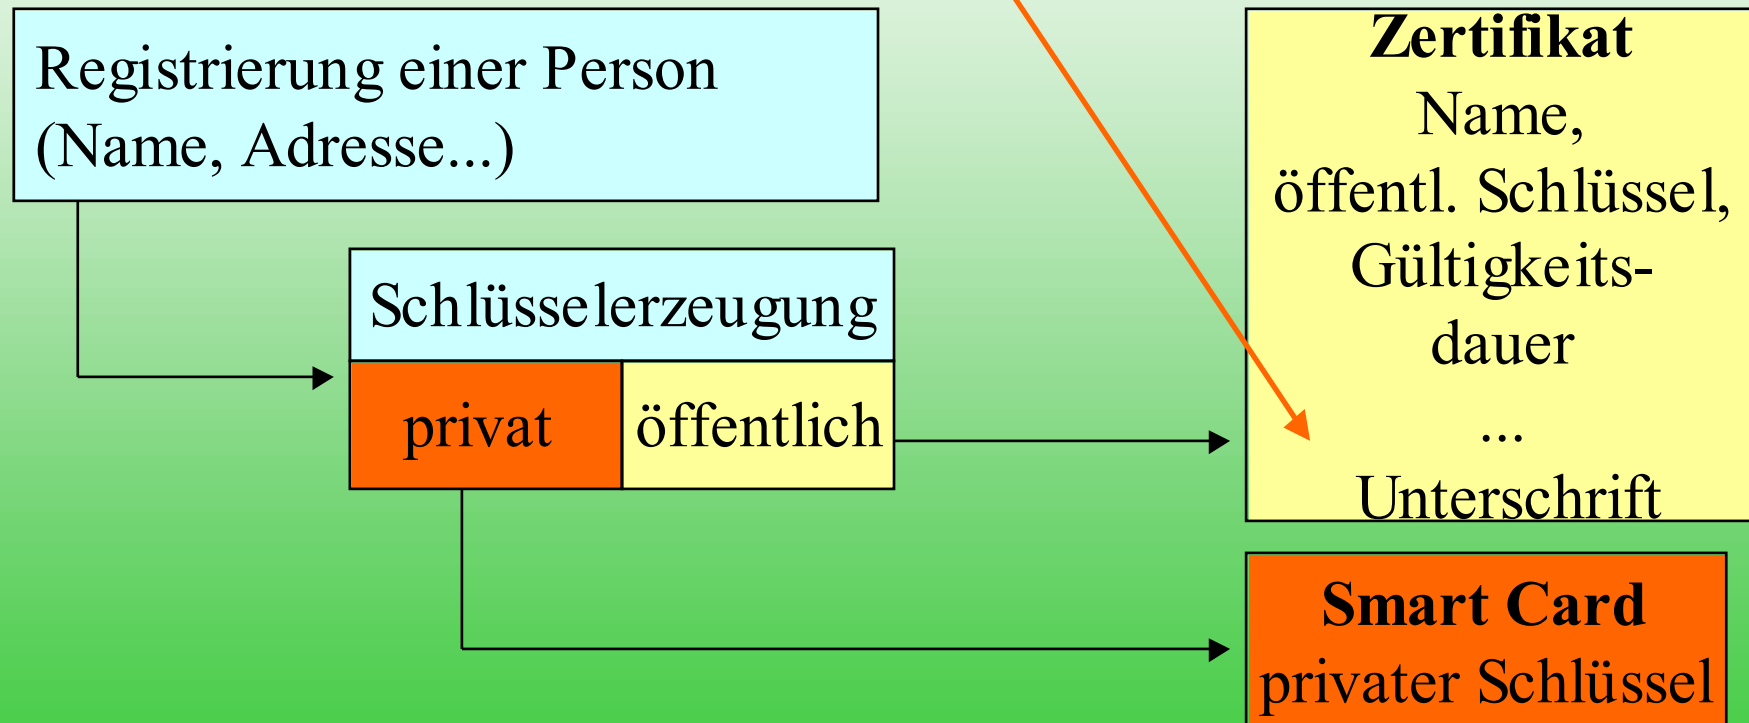 Registrierung einer Person
(Name, Adresse...)
Schlüsselerzeugung
privat
öffentlich
Zertifikat
Name,
öffentl. Schlüssel,
Gültigkeits-
dauer
...
Unterschrift
Smart Card
privater Schlüssel